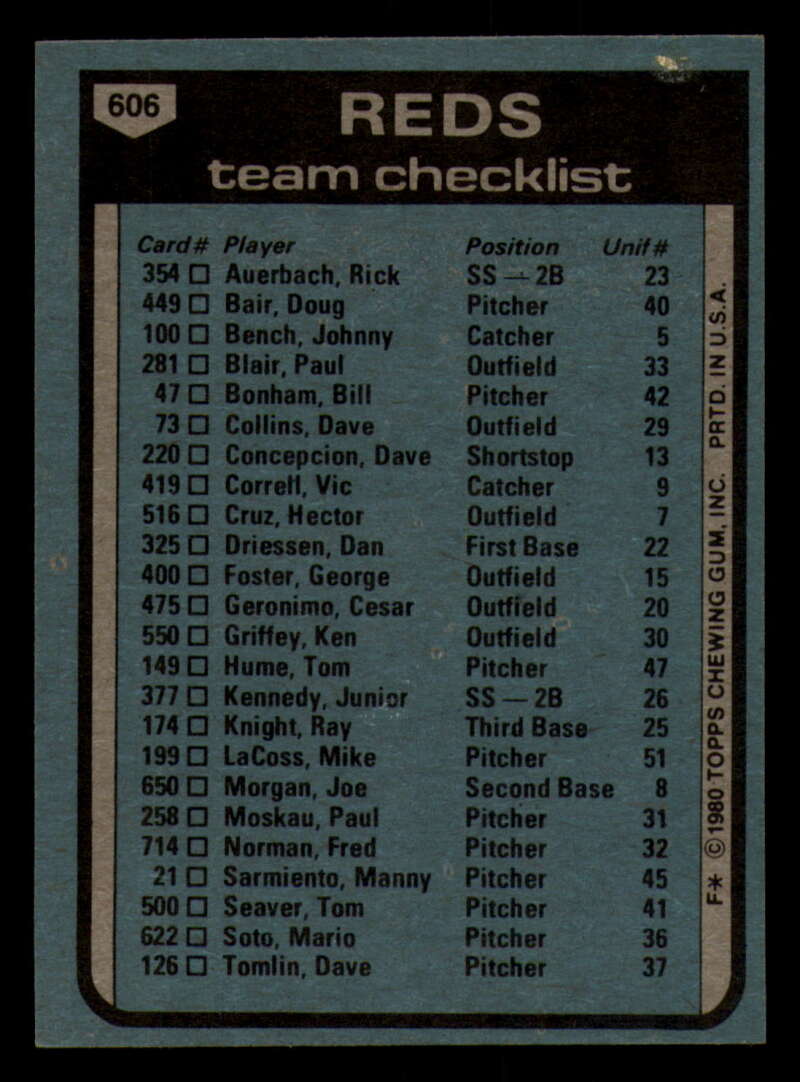 606
REDS
team checklist
Card# Player Position Unif#
354 □ Auerbach, Rick SS — 2B 23
449 □ Bair, Doug Pitcher 40
100 □ Bench, Johnny Catcher 5
281 □ Blair, Paul Outfield 33
47 □ Bonham, Bill Pitcher 42
73 □ Collins, Dave Outfield 29
220 □ Concepcion, Dave Shortstop 13
419 □ Correll, Vic Catcher 9
516 □ Cruz, Hector Outfield 7
325 □ Driessen, Dan First Base 22
400 □ Foster, George Outfield 15
475 □ Geronimo, Cesar Outfield 20
550 □ Griffey, Ken Outfield 30
149 □ Hume, Tom Pitcher 47
377 □ Kennedy, Junior SS — 2B 26
174 □ Knight, Ray Third Base 25
199 □ LaCoss, Mike Pitcher 51
650 □ Morgan, Joe Second Base 8
258 □ Moskau, Paul Pitcher 31
714 □ Norman, Fred Pitcher 32
21 □ Sarmiento, Manny Pitcher 45
500 □ Seaver, Tom Pitcher 41
622 □ Soto, Mario Pitcher 36
126 □ Tomlin, Dave Pitcher 37
F* © 1980 TOPPS CHEWING GUM, INC. PRTD. IN U.S.A.